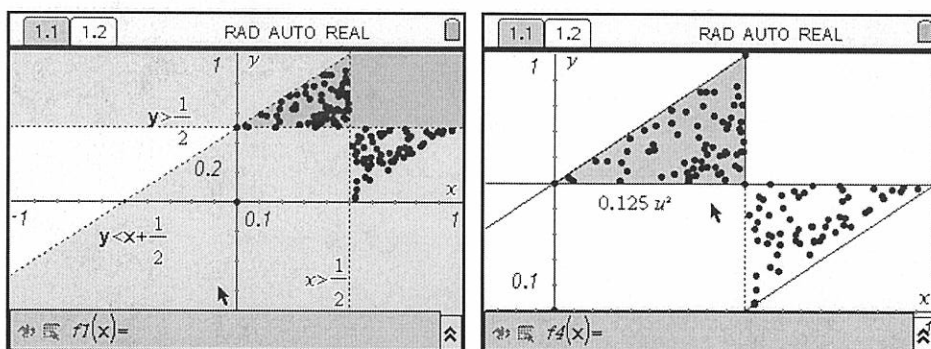 1.1 1.2 RAD AUTO REAL
1 y
y>1/2
0.2
x
-1 0.1 1
y<x+1/2
x>1/2
f1(x)=
1.1 1.2 RAD AUTO REAL
1 y
0.125 u²
0.1
x
f4(x)=